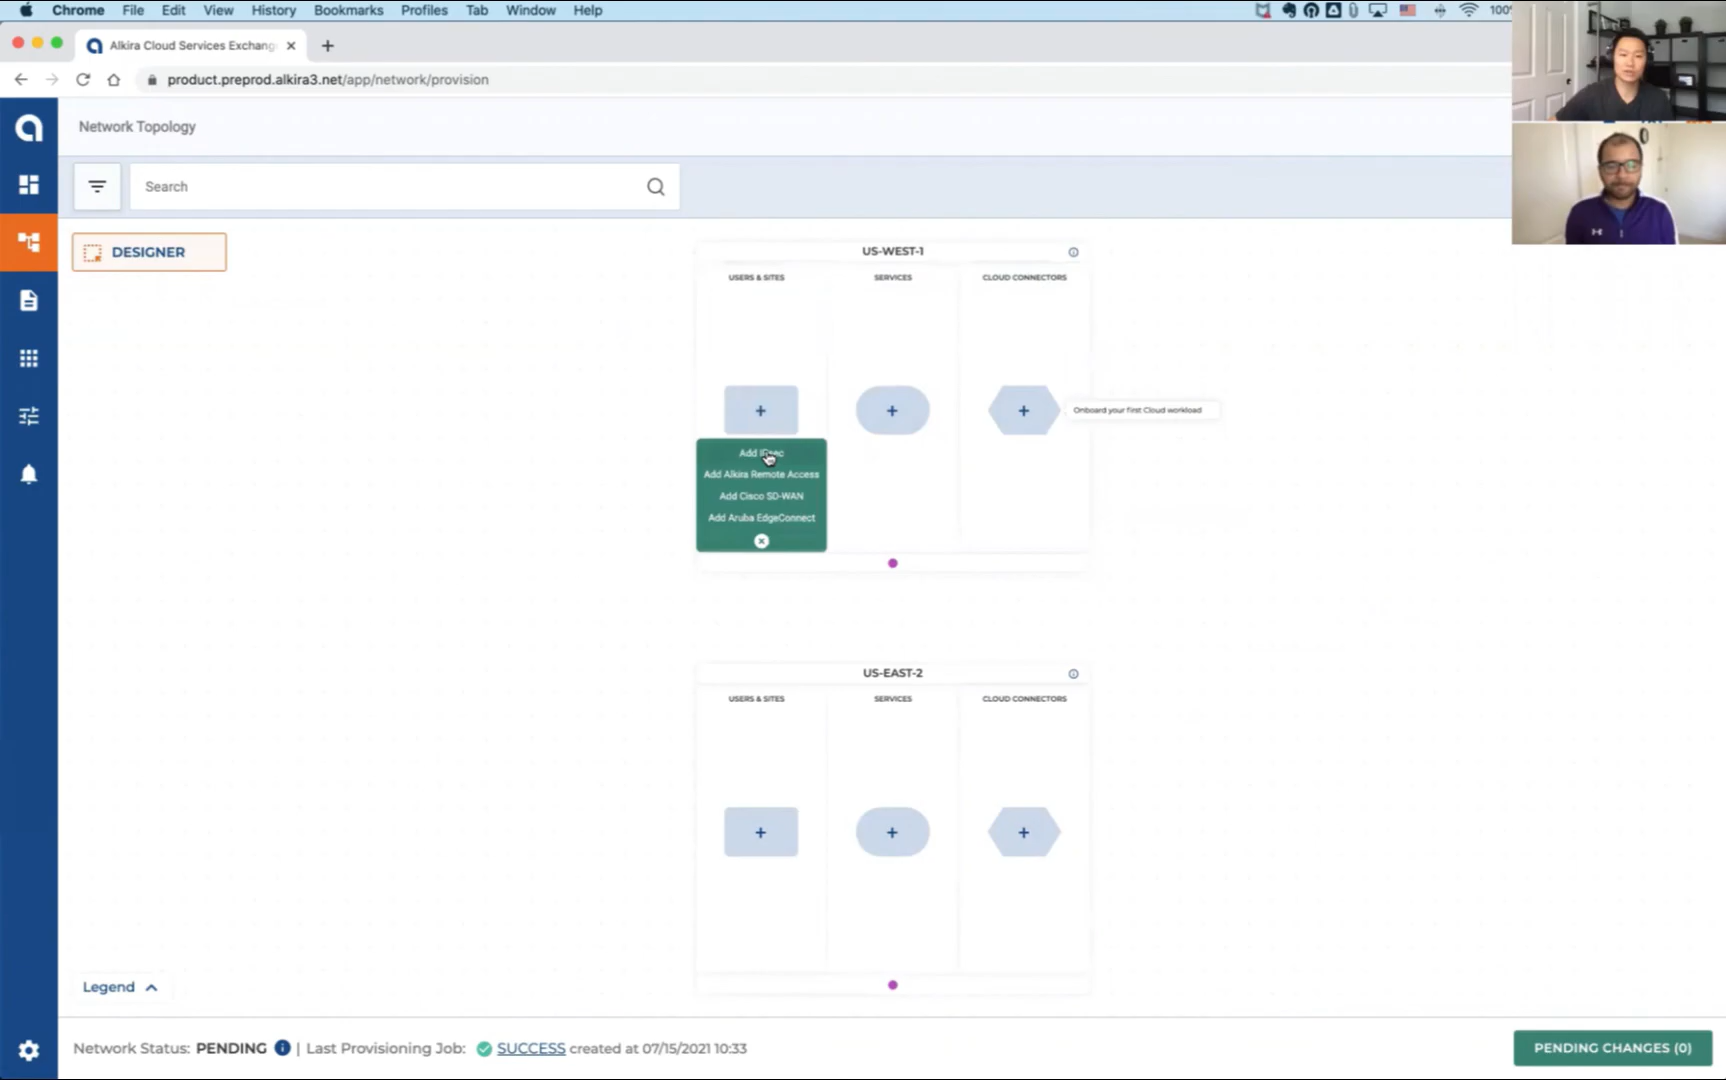 Chrome File Edit View History Bookmarks Profiles Tab Window Help
100
Alkira Cloud Services Exchang
product.preprod.alkira3.net/app/network/provision
Network Topology
Search
DESIGNER
US-WEST-1
USERS & SITES SERVICES CLOUD CONNECTORS
+ + + Onboard your first Cloud workload
Add
Add Alkira Remote Access
Add Cisco SD-WAN
Add Aruba EdgeConnect
US-EAST-2
USERS & SITES SERVICES CLOUD CONNECTORS
+ + +
Legend
Network Status: PENDING | Last Provisioning Job: SUCCESS created at 07/15/2021 10:33
PENDING CHANGES (0)